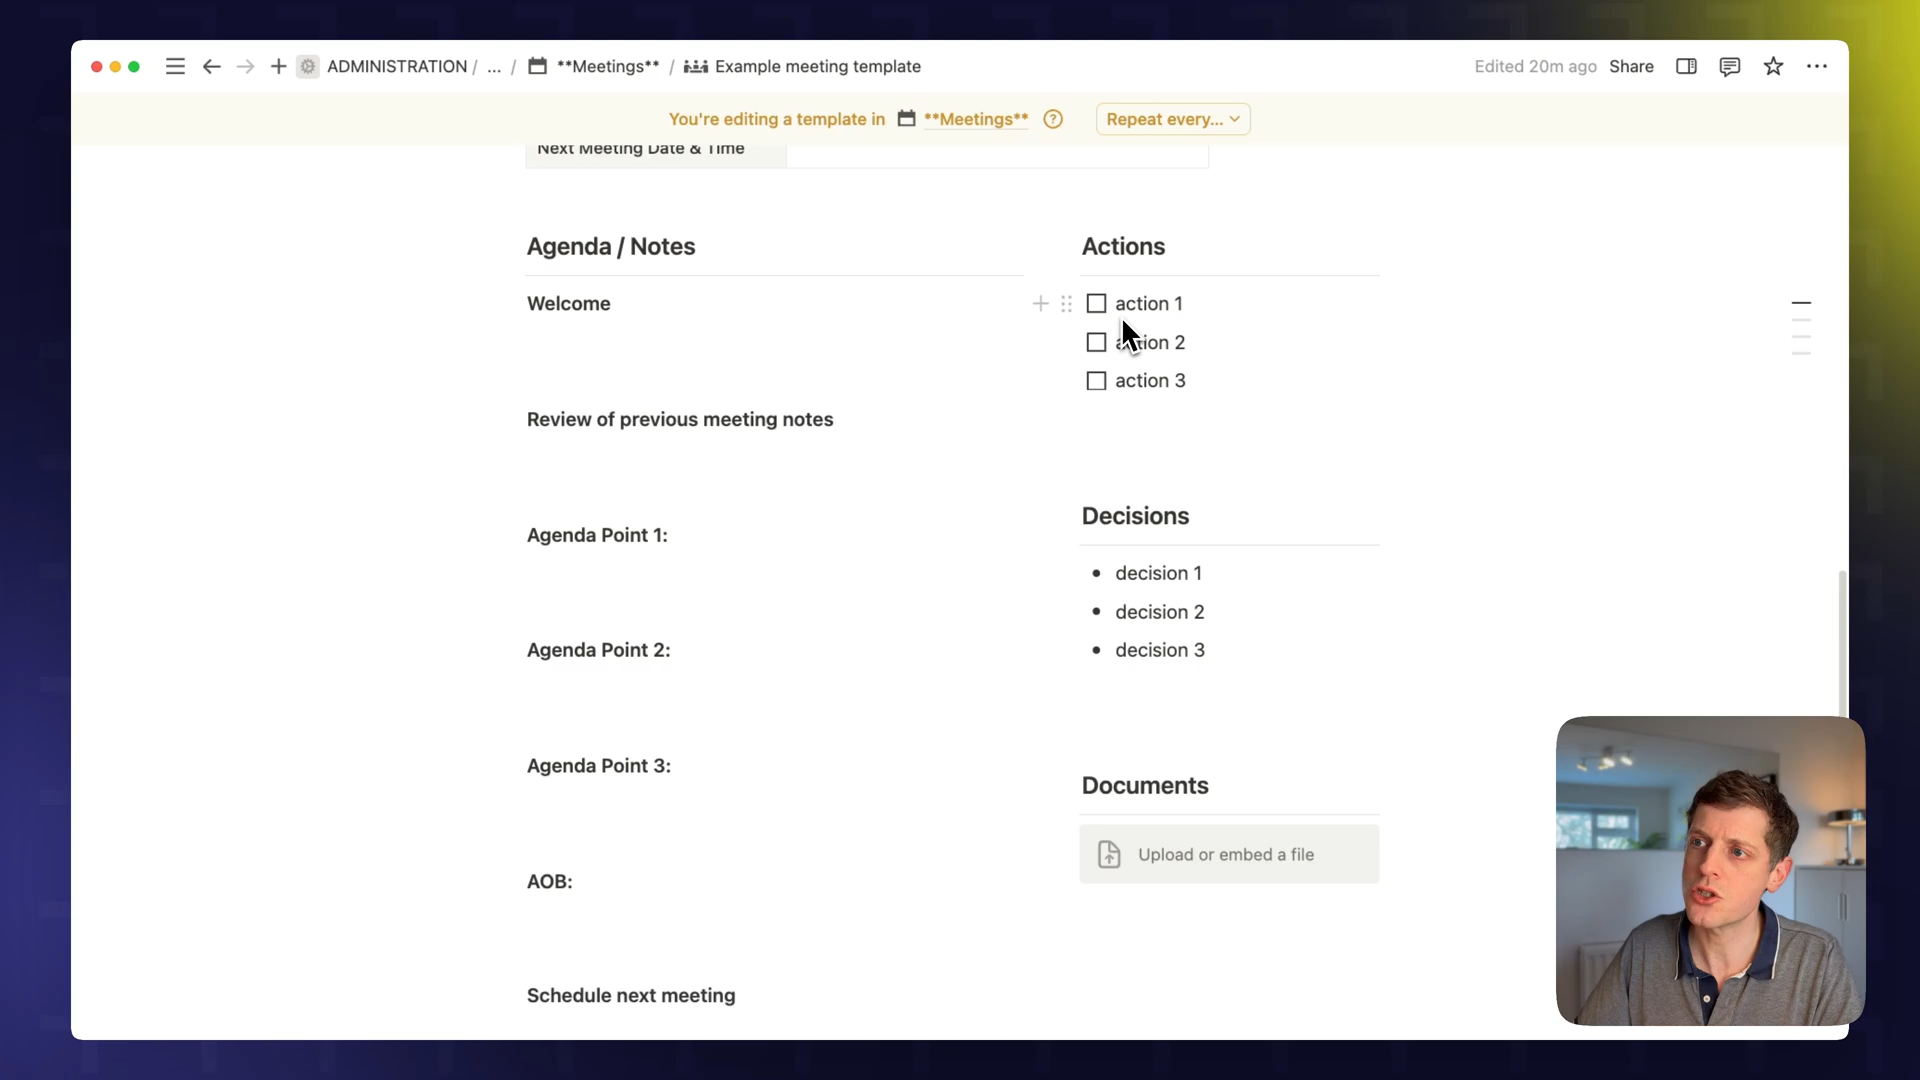 ADMINISTRATION / ... / **Meetings** / Example meeting template
Edited 20m ago Share
You're editing a template in **Meetings** ? Repeat every...
Next Meeting Date & Time
Agenda / Notes
Welcome
Review of previous meeting notes
Agenda Point 1:
Agenda Point 2:
Agenda Point 3:
AOB:
Schedule next meeting
Actions
action 1
action 2
action 3
Decisions
• decision 1
• decision 2
• decision 3
Documents
Upload or embed a file